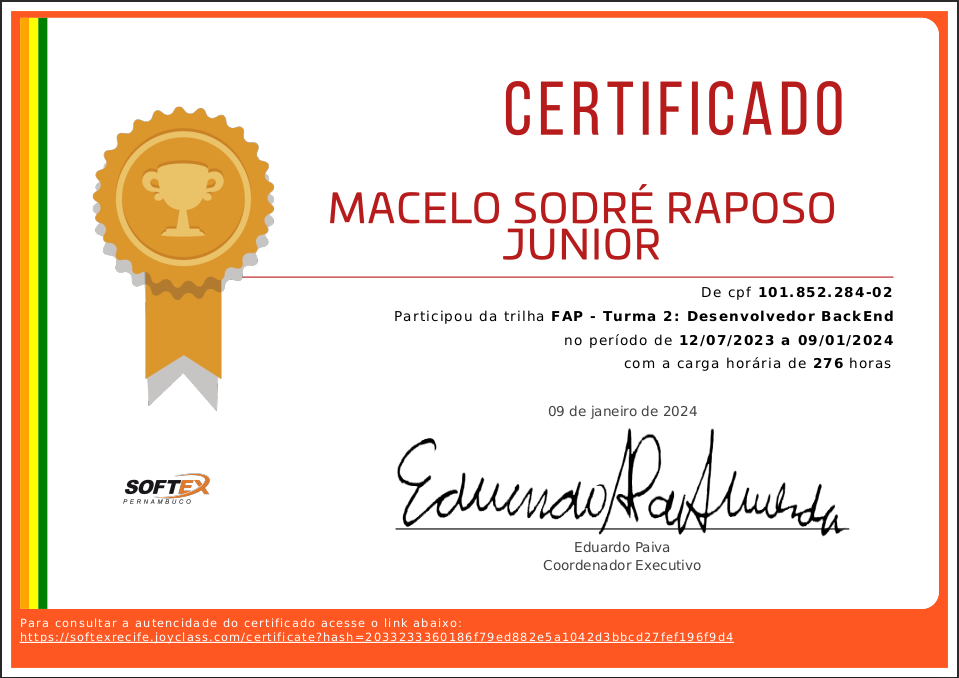 CERTIFICADO
MACELO SODRÉ RAPOSO
JUNIOR
De cpf 101.852.284-02
Participou da trilha FAP - Turma 2: Desenvolvedor BackEnd
no período de 12/07/2023 a 09/01/2024
com a carga horária de 276 horas
09 de janeiro de 2024
SOFTEX
PERNAMBUCO
Eduardo Paiva
Coordenador Executivo
Para consultar a autencidade do certificado acesse o link abaixo:
https://softexrecife.joyclass.com/certificate?hash=2033233360186f79ed882e5a1042d3bbcd27fef196f9d4